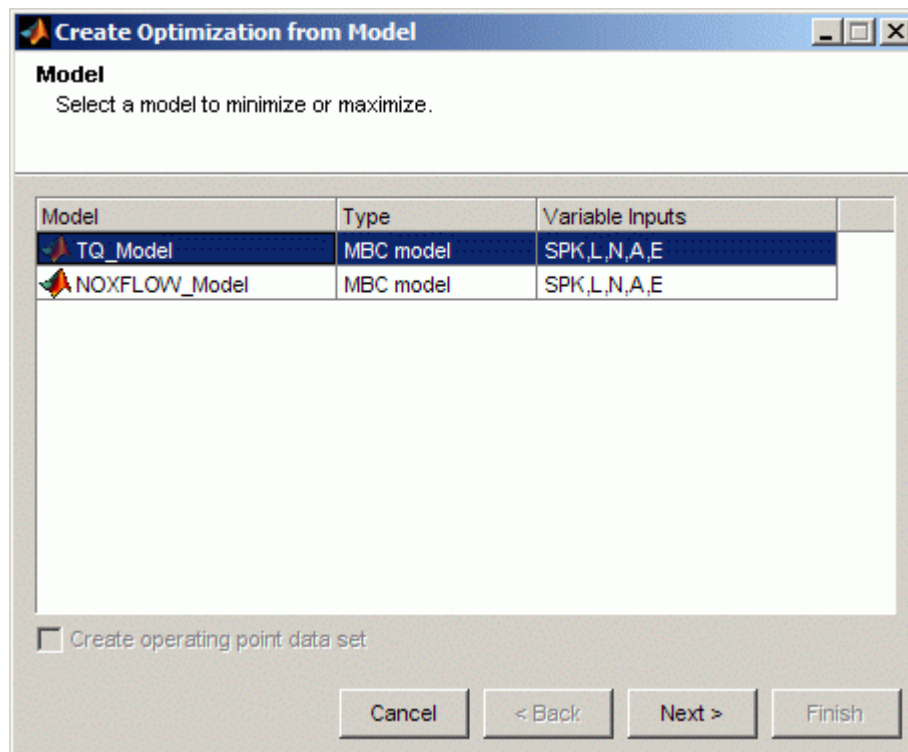 Create Optimization from Model
Model
Select a model to minimize or maximize.
Model Type Variable Inputs
TQ_Model MBC model SPK,L,N,A,E
NOXFLOW_Model MBC model SPK,L,N,A,E
Create operating point data set
Cancel < Back Next > Finish